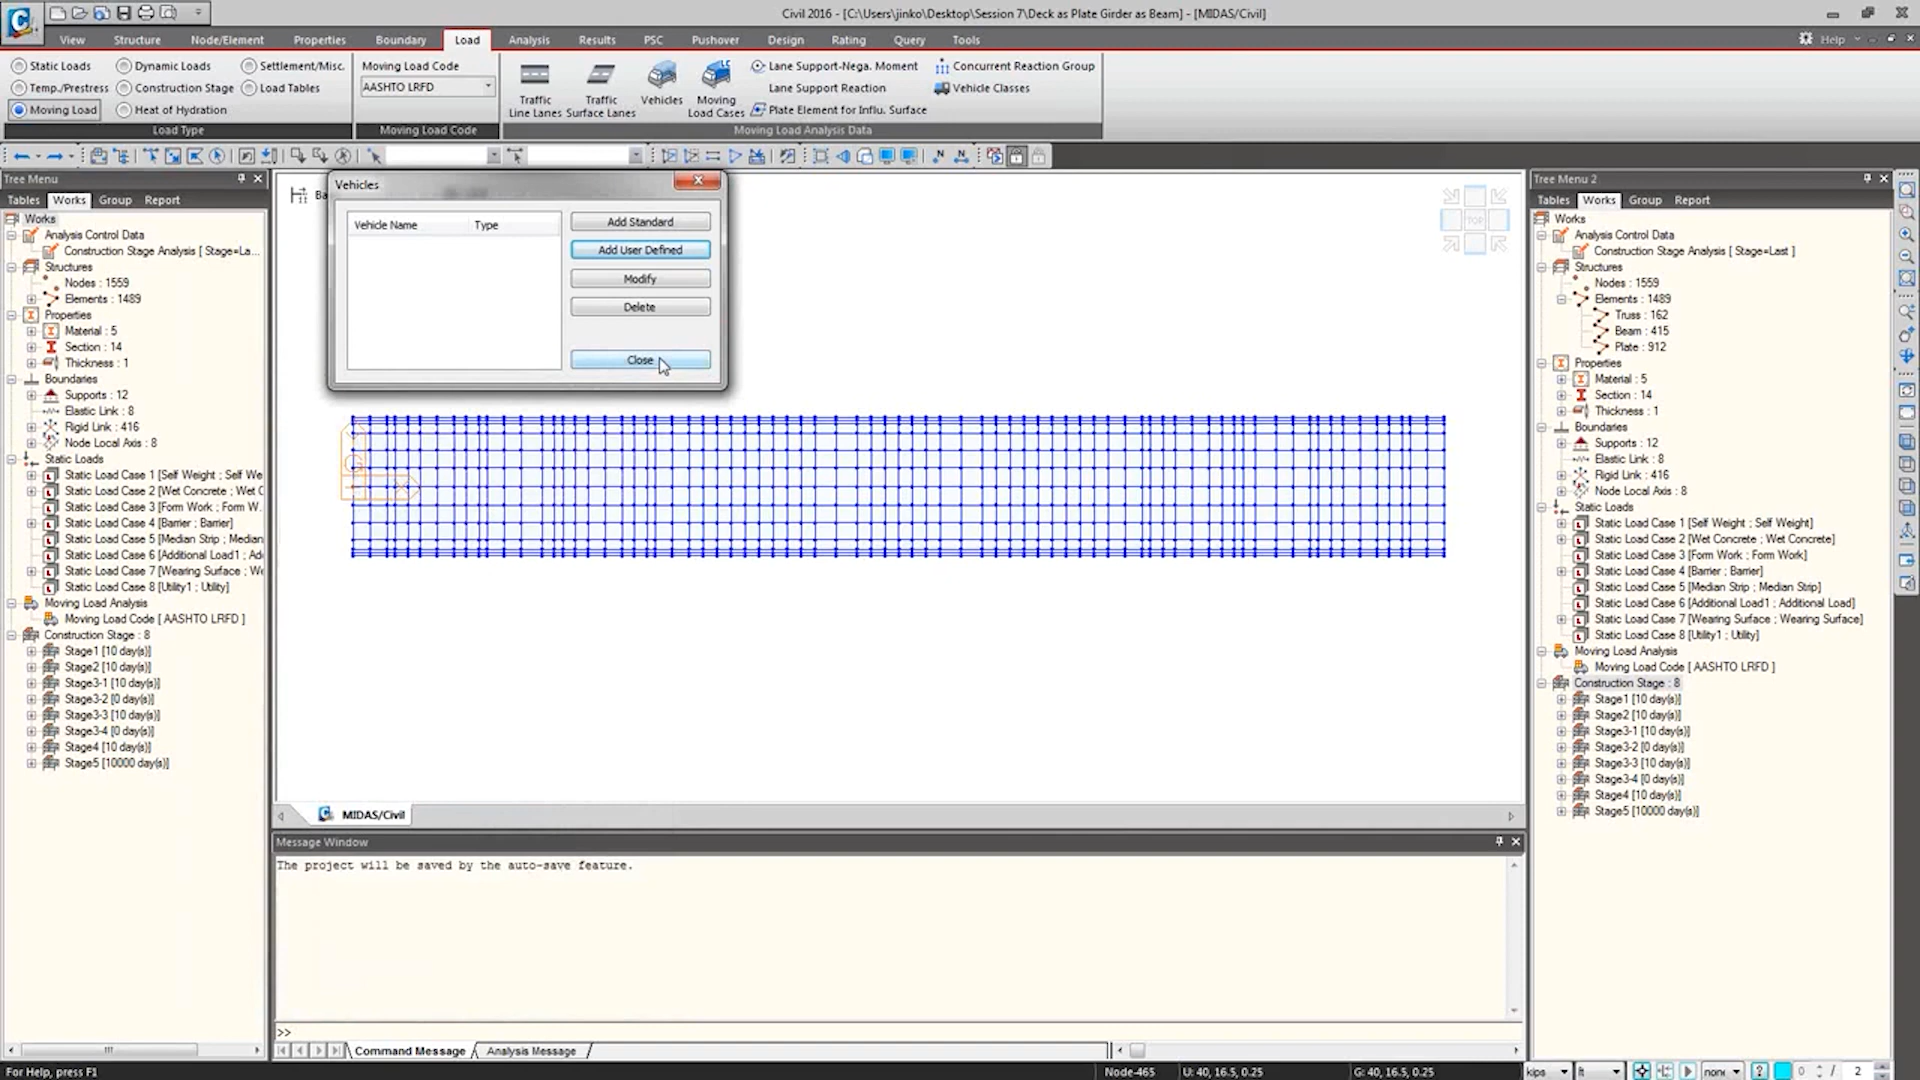 Civil 2016 - [C:\Users\jinko\Desktop\Session 7\Deck as Plate Girder as Beam] - [MIDAS/Civil]
View Structure Node/Element Properties Boundary Load Analysis Results PSC Pushover Design Rating Query Tools Help
Static Loads Dynamic Loads Settlement/Misc.
Temp./Prestress Construction Stage Load Tables
Moving Load Heat of Hydration
Load Type
Moving Load Code
AASHTO LRFD
Moving Load Code
Traffic Line Lanes
Traffic Surface Lanes
Vehicles
Moving Load Cases
Lane Support-Nega. Moment
Lane Support Reaction
Plate Element for Influ. Surface
Concurrent Reaction Group
Vehicle Classes
Moving Load Analysis Data
Tree Menu
Tables Works Group Report
Works
Analysis Control Data
Construction Stage Analysis [ Stage=La...
Structures
Nodes : 1559
Elements : 1489
Properties
Material : 5
Section : 14
Thickness : 1
Boundaries
Supports : 12
Elastic Link : 8
Rigid Link : 416
Node Local Axis : 8
Static Loads
Static Load Case 1 [Self Weight ; Self We
Static Load Case 2 [Wet Concrete ; Wet C
Static Load Case 3 [Form Work ; Form W.
Static Load Case 4 [Barrier ; Barrier]
Static Load Case 5 [Median Strip ; Median
Static Load Case 6 [Additional Load1 ; Ad
Static Load Case 7 [Wearing Surface ; We
Static Load Case 8 [Utility1 ; Utility]
Moving Load Analysis
Moving Load Code [ AASHTO LRFD ]
Construction Stage : 8
Stage1 [10 day(s)]
Stage2 [10 day(s)]
Stage3-1 [10 day(s)]
Stage3-2 [0 day(s)]
Stage3-3 [10 day(s)]
Stage3-4 [0 day(s)]
Stage4 [10 day(s)]
Stage5 [10000 day(s)]
Ba
Vehicles
Vehicle Name Type
Add Standard
Add User Defined
Modify
Delete
Close
TOP
MIDAS/Civil
Message Window
The project will be saved by the auto-save feature.
>>
Command Message Analysis Message
Tree Menu 2
Tables Works Group Report
Works
Analysis Control Data
Construction Stage Analysis [ Stage=Last ]
Structures
Nodes : 1559
Elements : 1489
Truss : 162
Beam : 415
Plate : 912
Properties
Material : 5
Section : 14
Thickness : 1
Boundaries
Supports : 12
Elastic Link : 8
Rigid Link : 416
Node Local Axis : 8
Static Loads
Static Load Case 1 [Self Weight ; Self Weight]
Static Load Case 2 [Wet Concrete ; Wet Concrete]
Static Load Case 3 [Form Work ; Form Work]
Static Load Case 4 [Barrier ; Barrier]
Static Load Case 5 [Median Strip ; Median Strip]
Static Load Case 6 [Additional Load1 ; Additional Load]
Static Load Case 7 [Wearing Surface ; Wearing Surface]
Static Load Case 8 [Utility1 ; Utility]
Moving Load Analysis
Moving Load Code [ AASHTO LRFD ]
Construction Stage : 8
Stage1 [10 day(s)]
Stage2 [10 day(s)]
Stage3-1 [10 day(s)]
Stage3-2 [0 day(s)]
Stage3-3 [10 day(s)]
Stage3-4 [0 day(s)]
Stage4 [10 day(s)]
Stage5 [10000 day(s)]
For Help, press F1 Node-465 U: 40, 16.5, 0.25 G: 40, 16.5, 0.25 kips ft none ? 0 / 2